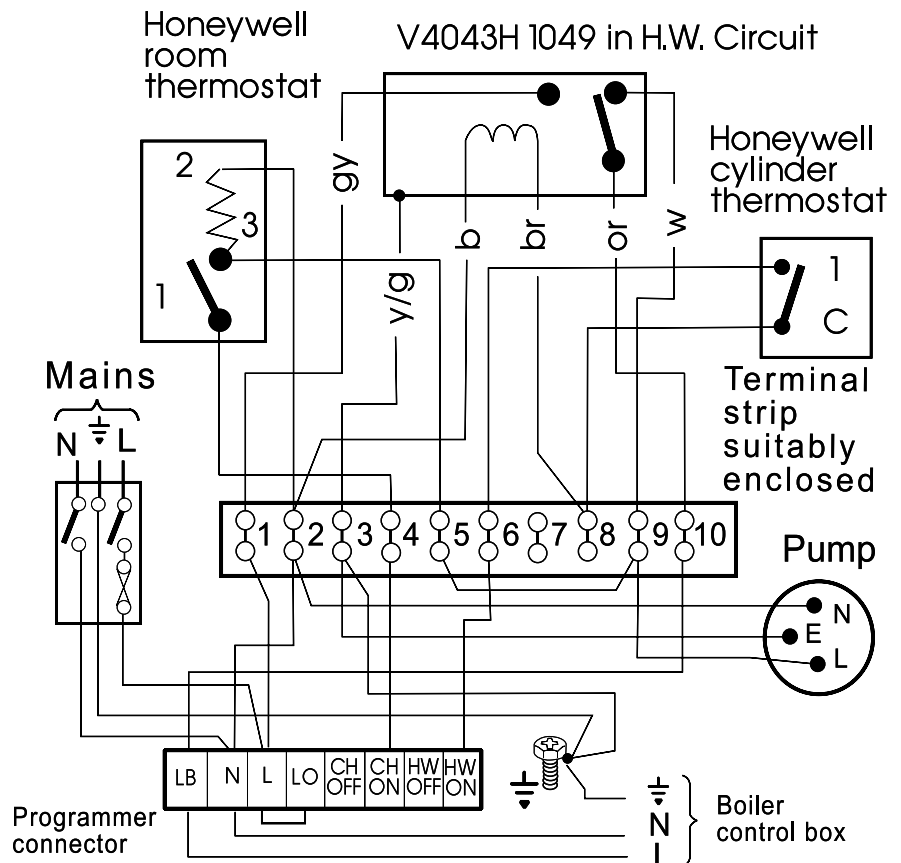 Honeywell
room
thermostat
V4043H 1049 in H.W. Circuit
2
3
1
gy
y/g
b
br
or
w
Honeywell
cylinder
thermostat
1
C
Terminal
strip
suitably
enclosed
Mains
N
L
1 2 3 4 5 6 7 8 9 10
Pump
N
E
L
LB N L LO CH OFF CH ON HW OFF HW ON
Programmer
connector
N
L
Boiler
control box